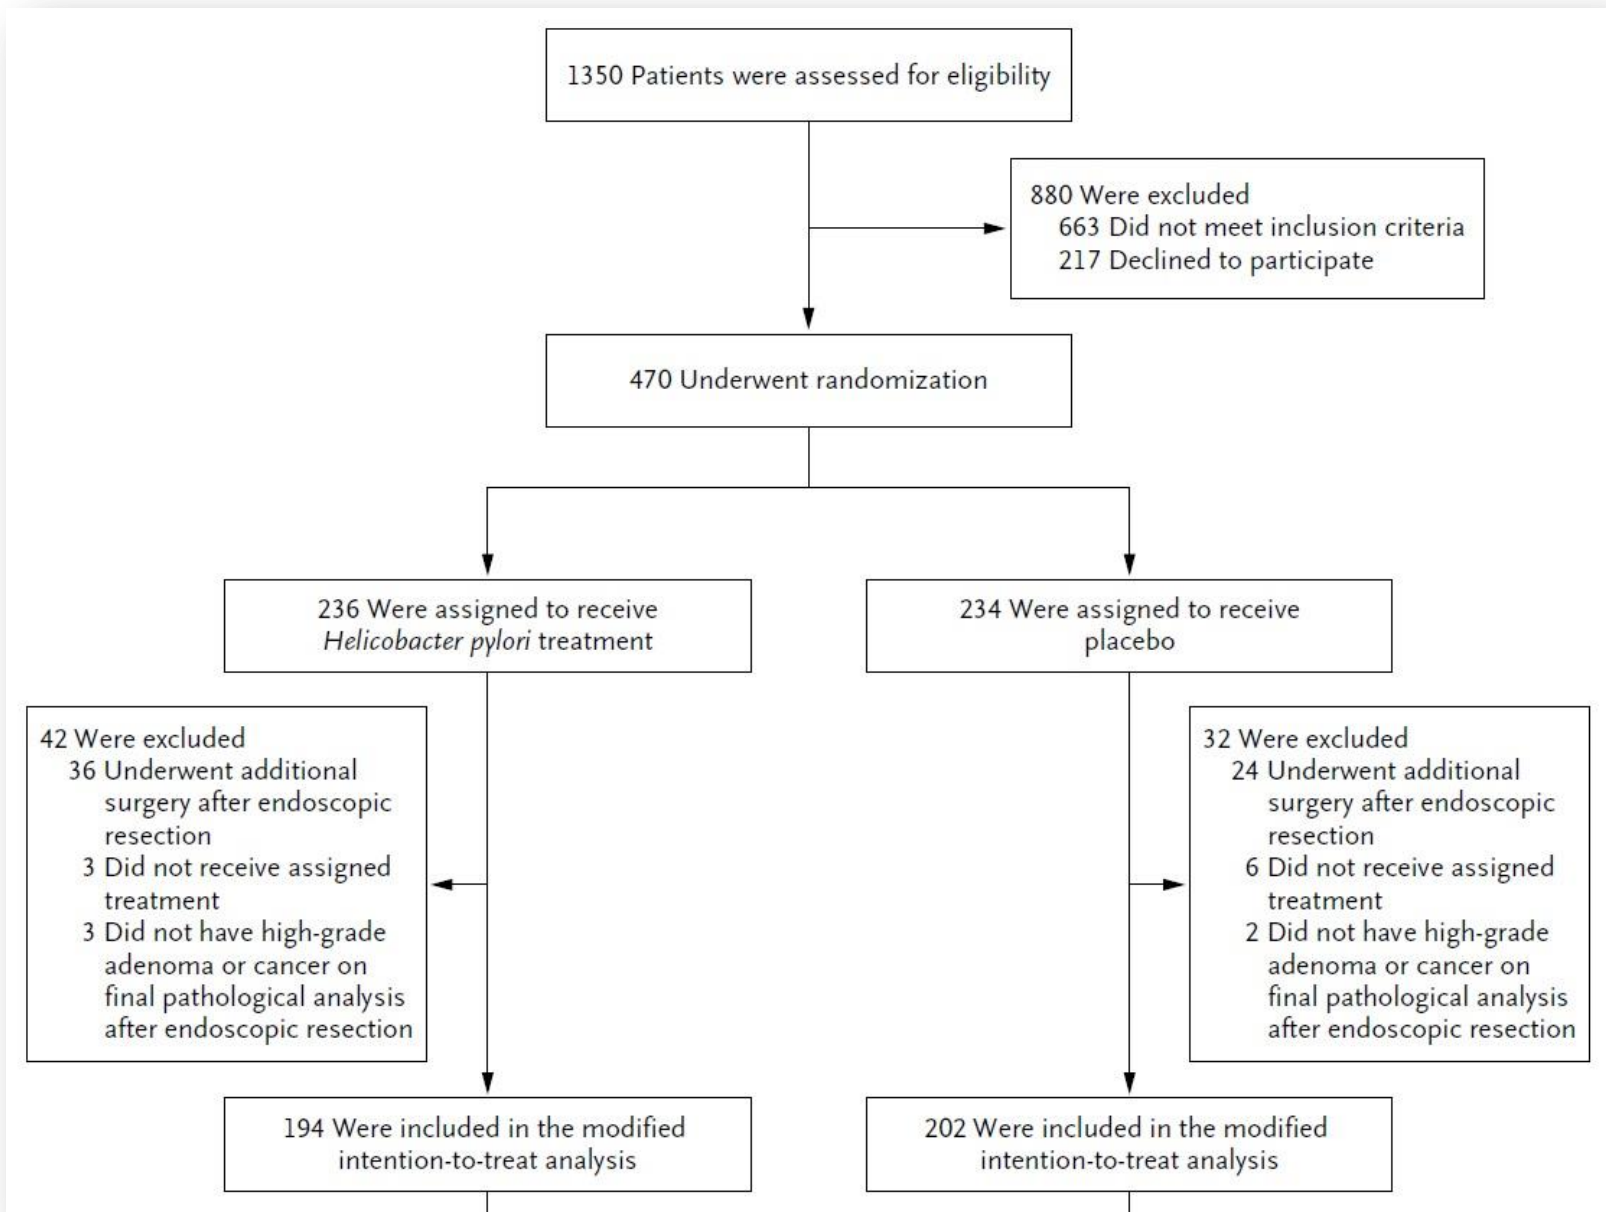 1350 Patients were assessed for eligibility
880 Were excluded
663 Did not meet inclusion criteria
217 Declined to participate
470 Underwent randomization
236 Were assigned to receive
Helicobacter pylori treatment
234 Were assigned to receive
placebo
42 Were excluded
36 Underwent additional
surgery after endoscopic
resection
3 Did not receive assigned
treatment
3 Did not have high-grade
adenoma or cancer on
final pathological analysis
after endoscopic resection
32 Were excluded
24 Underwent additional
surgery after endoscopic
resection
6 Did not receive assigned
treatment
2 Did not have high-grade
adenoma or cancer on
final pathological analysis
after endoscopic resection
194 Were included in the modified
intention-to-treat analysis
202 Were included in the modified
intention-to-treat analysis